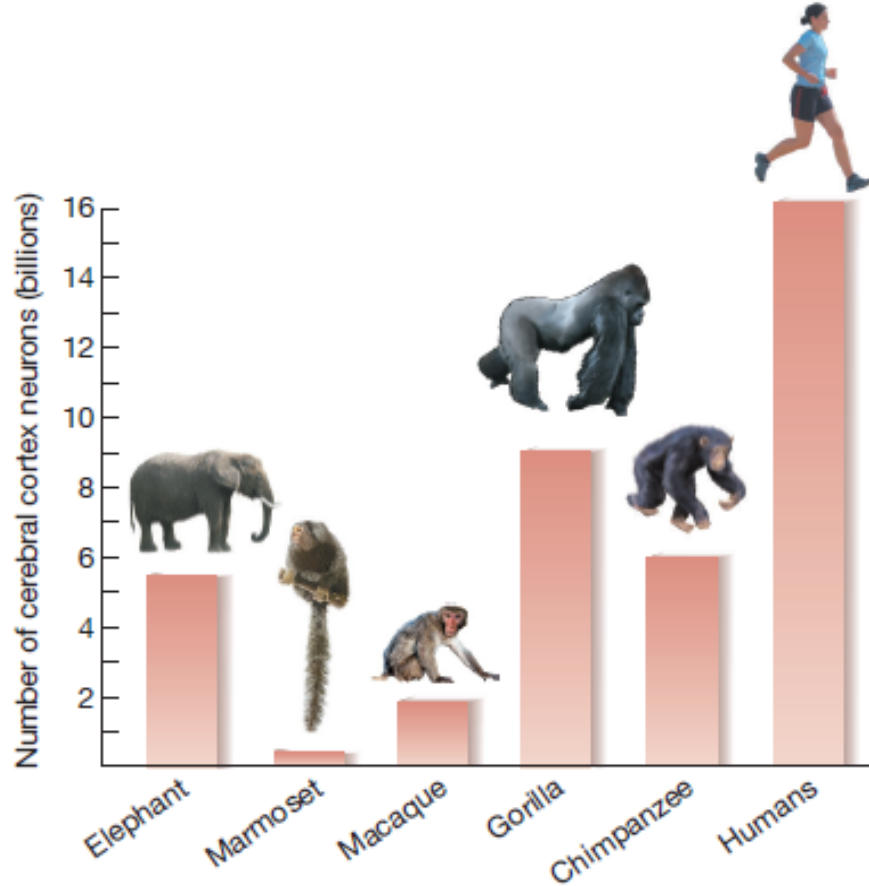 Number of cerebral cortex neurons (billions)
16
14
12
10
8
6
4
2
Elephant
Marmoset
Macaque
Gorilla
Chimpanzee
Humans